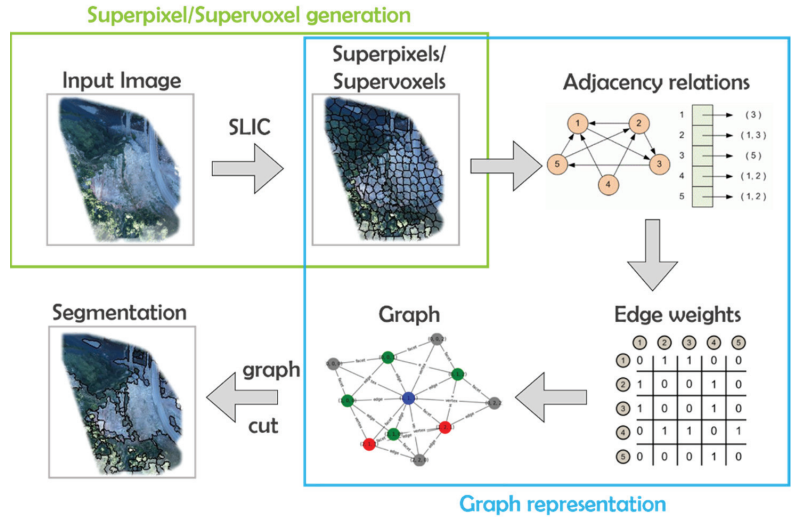 Superpixel/Supervoxel generation
Input Image
SLIC
Superpixels/
Supervoxels
Adjacency relations
1 2 3 4 5
1 ( 3 )
2 ( 1, 3 )
3 ( 5 )
4 ( 1, 2 )
5 ( 1, 2 )
Segmentation
graph
cut
Graph
Edge weights
1 2 3 4 5
1 0 1 1 0 0
2 1 0 0 1 0
3 1 0 0 1 0
4 0 1 1 0 1
5 0 0 0 1 0
Graph representation